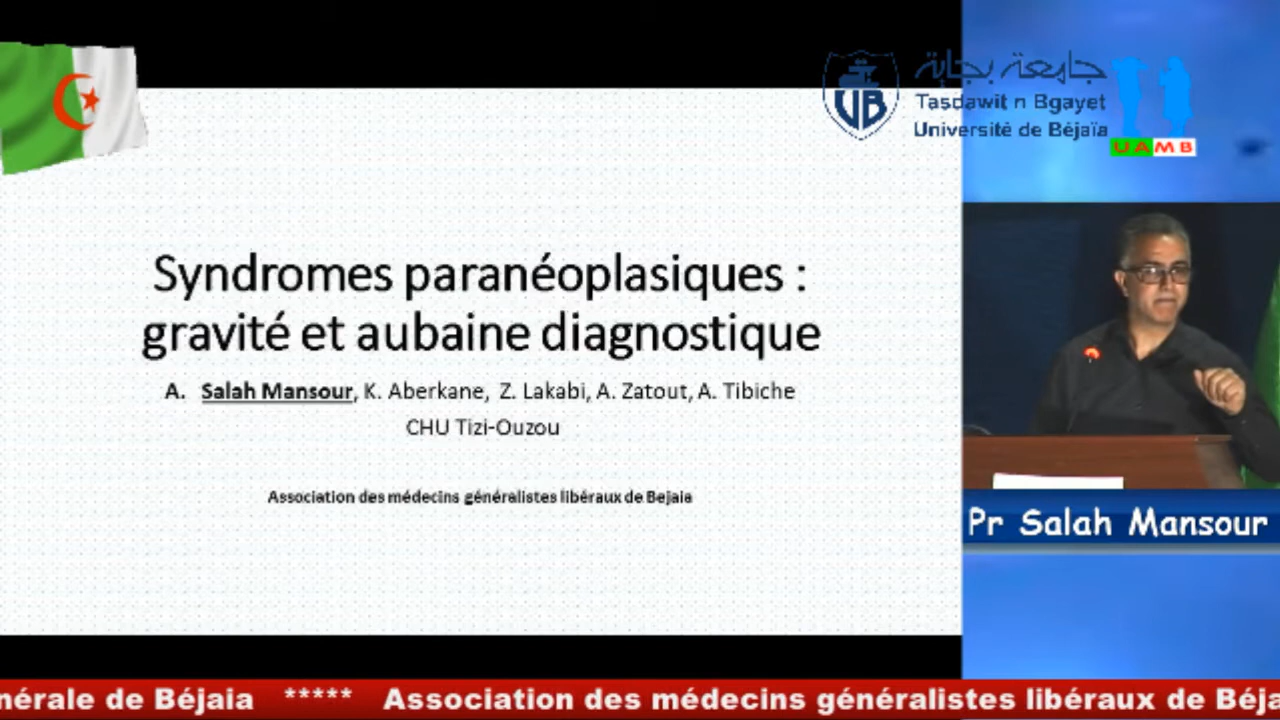 جامعة بجاية
Tasdawit n Bgayet
Université de Béjaïa
UB
UAMB
Syndromes paranéoplasiques :
gravité et aubaine diagnostique
A. Salah Mansour, K. Aberkane, Z. Lakabi, A. Zatout, A. Tibiche
CHU Tizi-Ouzou
Association des médecins généralistes libéraux de Bejaia
Pr Salah Mansour
nérale de Béjaia ***** Association des médecins généralistes libéraux de Béja